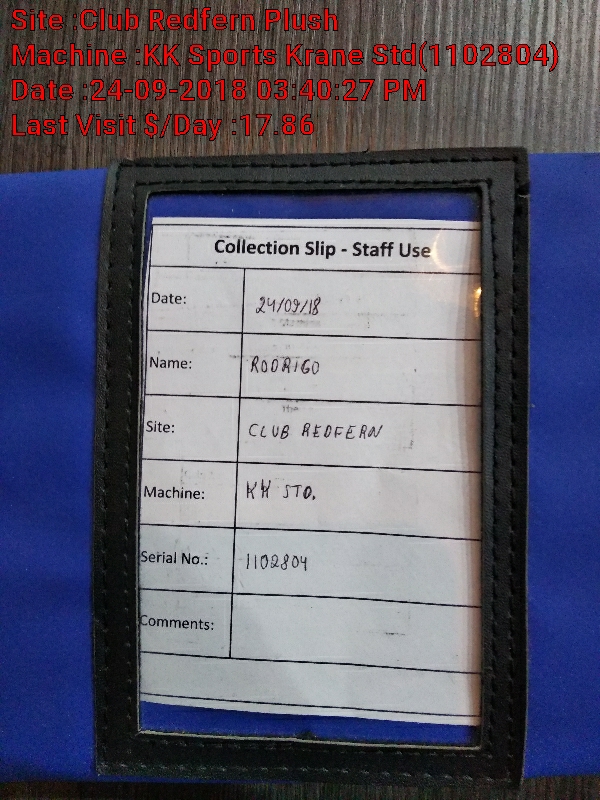 Site :Club Redfern Plush
Machine :KK Sports Krane Std(1102804)
Date :24-09-2018 03:40:27 PM
Last Visit $/Day :17.86
Collection Slip - Staff Use
Date: 24/09/18
Name: RODRIGO
Site: CLUB REDFERN
Machine: KK STD.
Serial No.: 1102804
Comments: